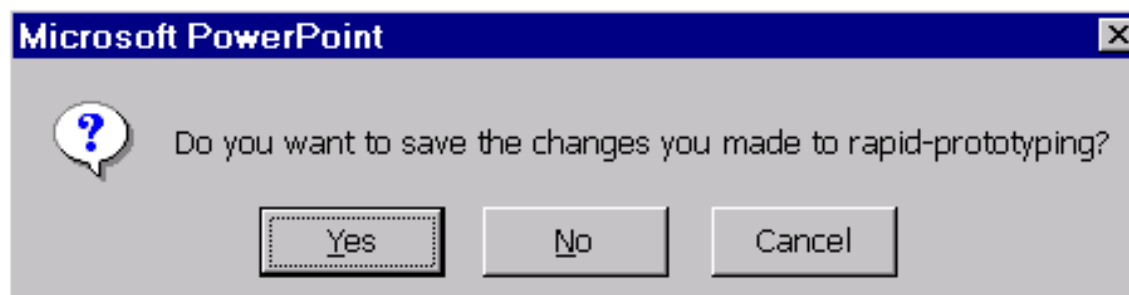 Microsoft PowerPoint
?
Do you want to save the changes you made to rapid-prototyping?
Yes No Cancel